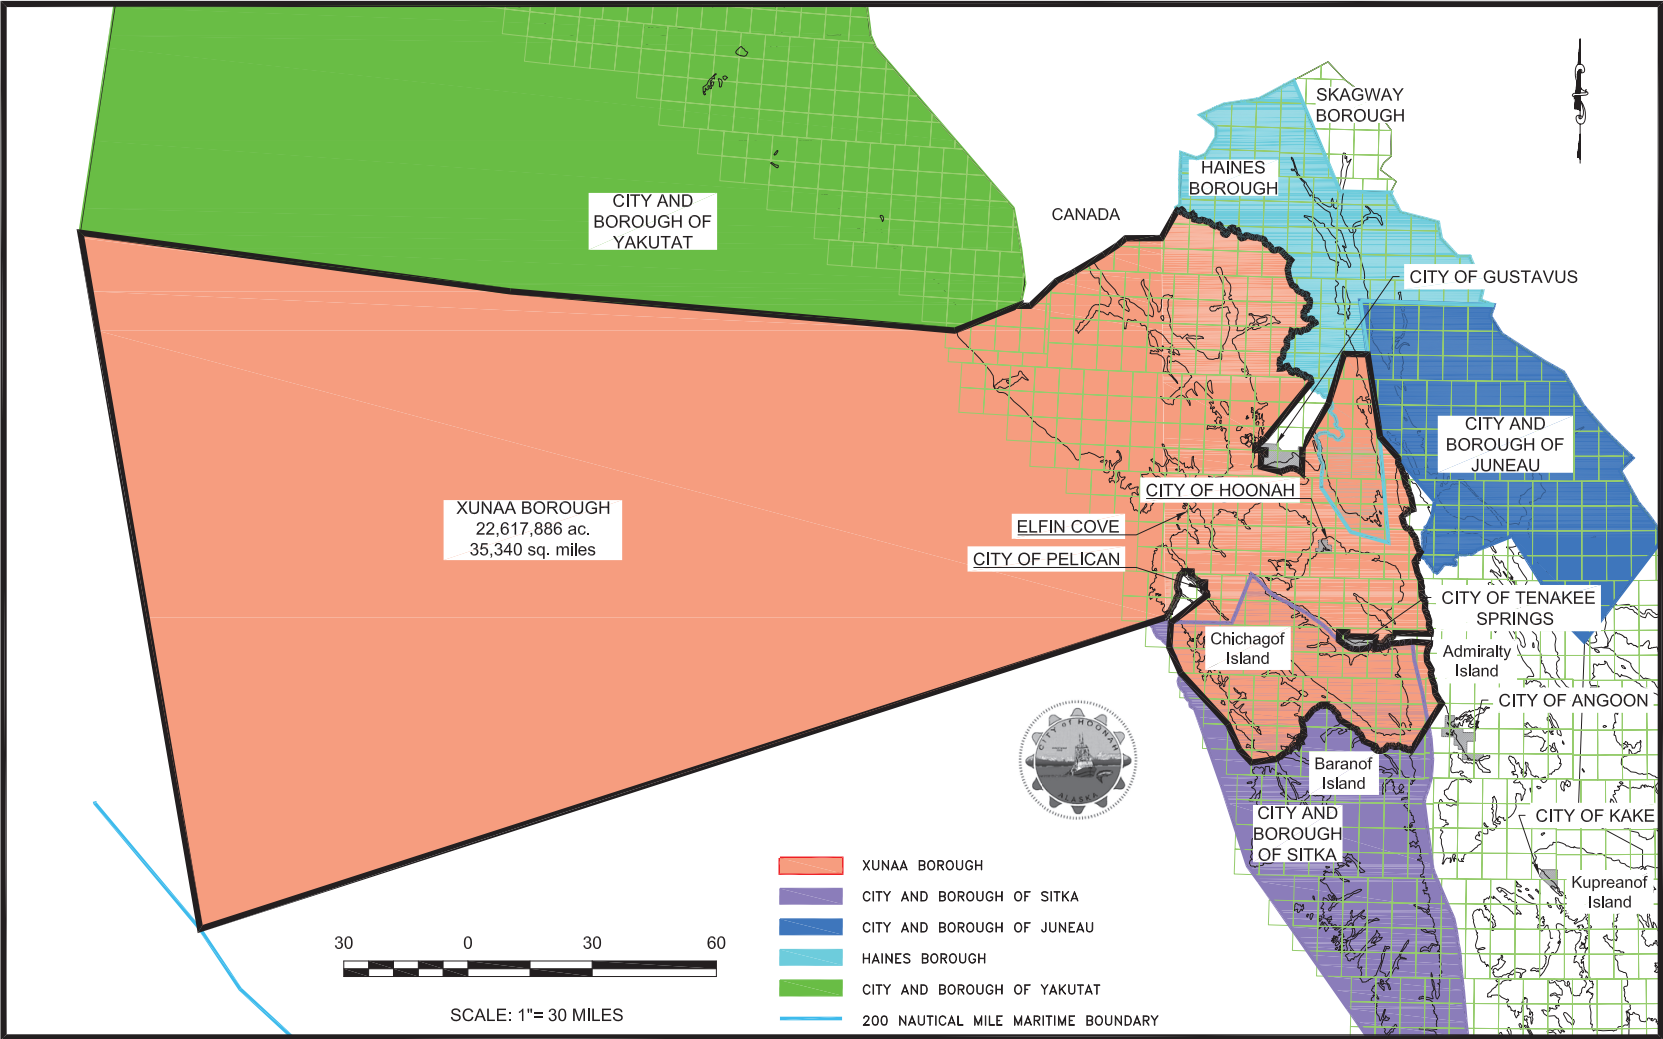 SKAGWAY
BOROUGH
HAINES
BOROUGH
CITY AND
BOROUGH OF
YAKUTAT
CANADA
CITY OF GUSTAVUS
CITY AND
BOROUGH OF
JUNEAU
CITY OF HOONAH
XUNAA BOROUGH
22,617,886 ac.
35,340 sq. miles
ELFIN COVE
CITY OF PELICAN
CITY OF TENAKEE
SPRINGS
Chichagof
Island
Admiralty
Island
CITY OF ANGOON
CITY OF HOONAH
ALASKA
Baranof
Island
CITY AND
BOROUGH
OF SITKA
CITY OF KAKE
Kupreanof
Island
XUNAA BOROUGH
CITY AND BOROUGH OF SITKA
CITY AND BOROUGH OF JUNEAU
HAINES BOROUGH
CITY AND BOROUGH OF YAKUTAT
200 NAUTICAL MILE MARITIME BOUNDARY
30 0 30 60
SCALE: 1"= 30 MILES